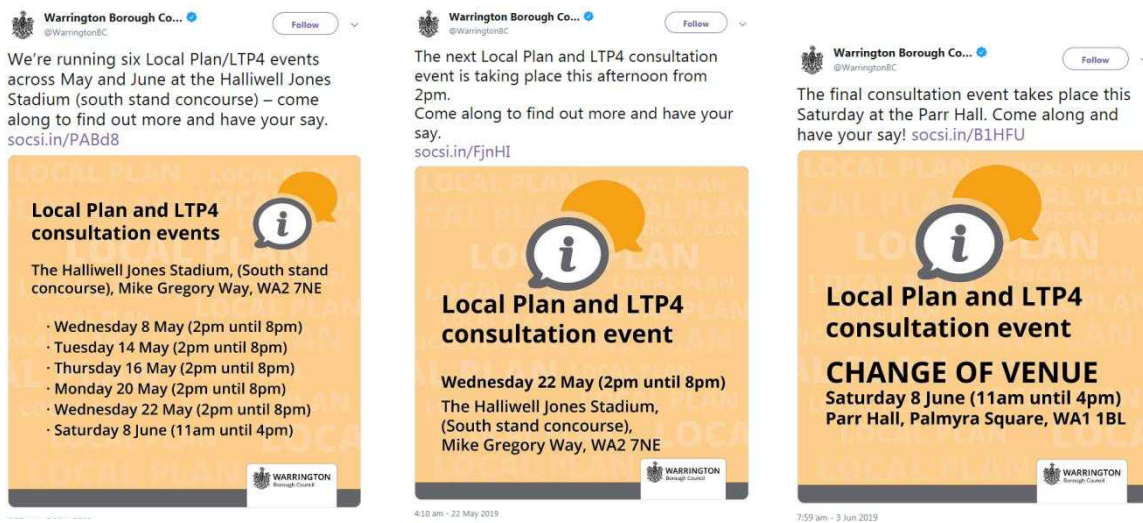 Warrington Borough Co...
@WarringtonBC
Follow
We're running six Local Plan/LTP4 events
across May and June at the Halliwell Jones
Stadium (south stand concourse) – come
along to find out more and have your say.
socsi.in/PABd8
Local Plan and LTP4
consultation events
i
The Halliwell Jones Stadium, (South stand
concourse), Mike Gregory Way, WA2 7NE
· Wednesday 8 May (2pm until 8pm)
· Tuesday 14 May (2pm until 8pm)
· Thursday 16 May (2pm until 8pm)
· Monday 20 May (2pm until 8pm)
· Wednesday 22 May (2pm until 8pm)
· Saturday 8 June (11am until 4pm)
WARRINGTON
Borough Council
Warrington Borough Co...
@WarringtonBC
Follow
The next Local Plan and LTP4 consultation
event is taking place this afternoon from
2pm.
Come along to find out more and have your
say.
socsi.in/FjnHI
i
Local Plan and LTP4
consultation event
Wednesday 22 May (2pm until 8pm)
The Halliwell Jones Stadium,
(South stand concourse),
Mike Gregory Way, WA2 7NE
WARRINGTON
Borough Council
4:10 am - 22 May 2019
Warrington Borough Co...
@WarringtonBC
Follow
The final consultation event takes place this
Saturday at the Parr Hall. Come along and
have your say! socsi.in/B1HFU
i
Local Plan and LTP4
consultation event
CHANGE OF VENUE
Saturday 8 June (11am until 4pm)
Parr Hall, Palmyra Square, WA1 1BL
WARRINGTON
Borough Council
7:59 am - 3 Jun 2019